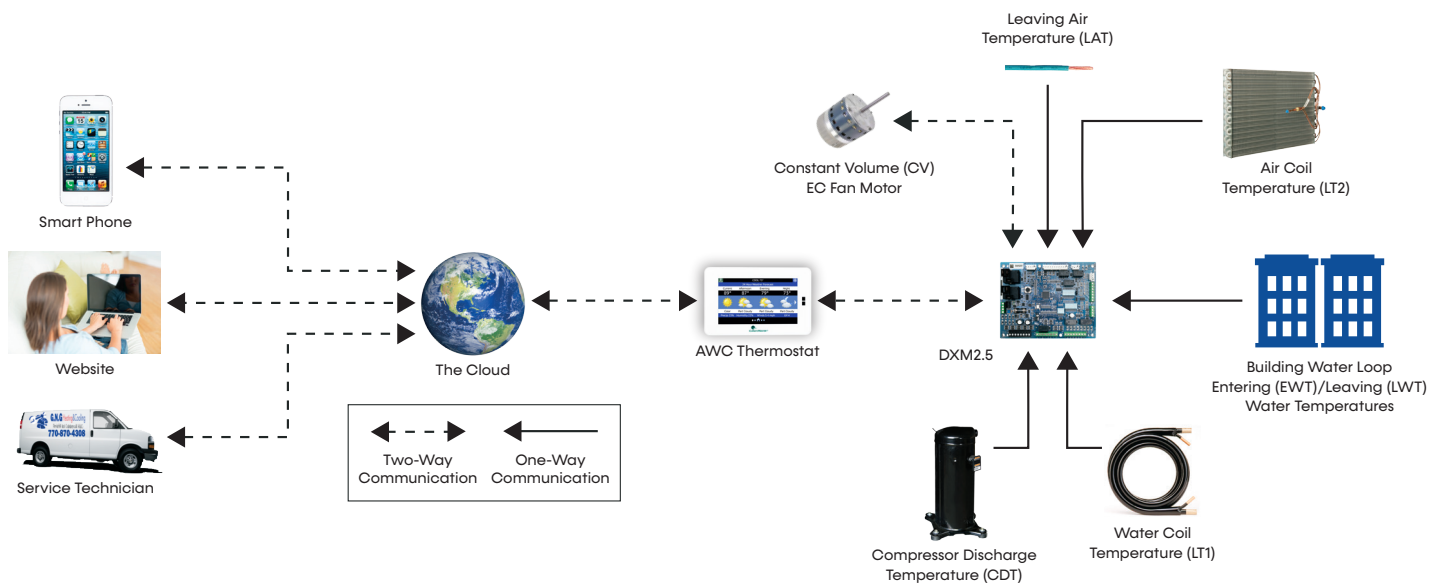 Leaving Air
Temperature (LAT)
Smart Phone
Constant Volume (CV)
EC Fan Motor
Air Coil
Temperature (LT2)
Website
The Cloud
AWC Thermostat
DXM2.5
Building Water Loop
Entering (EWT)/Leaving (LWT)
Water Temperatures
G.N.G Heating&Cooling
770-870-4308
Service Technician
Two-Way
Communication
One-Way
Communication
Compressor Discharge
Temperature (CDT)
Water Coil
Temperature (LT1)